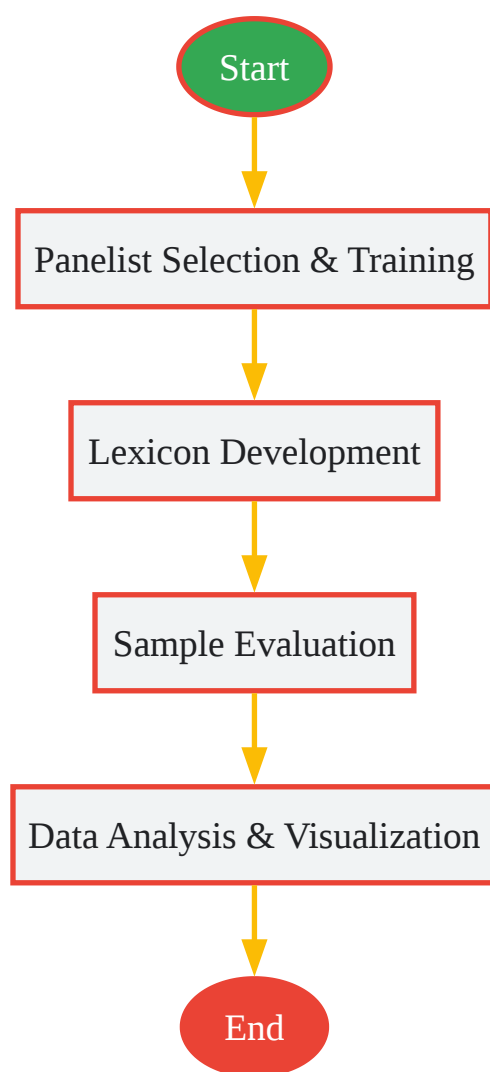 Start
Panelist Selection & Training
Lexicon Development
Sample Evaluation
Data Analysis & Visualization
End